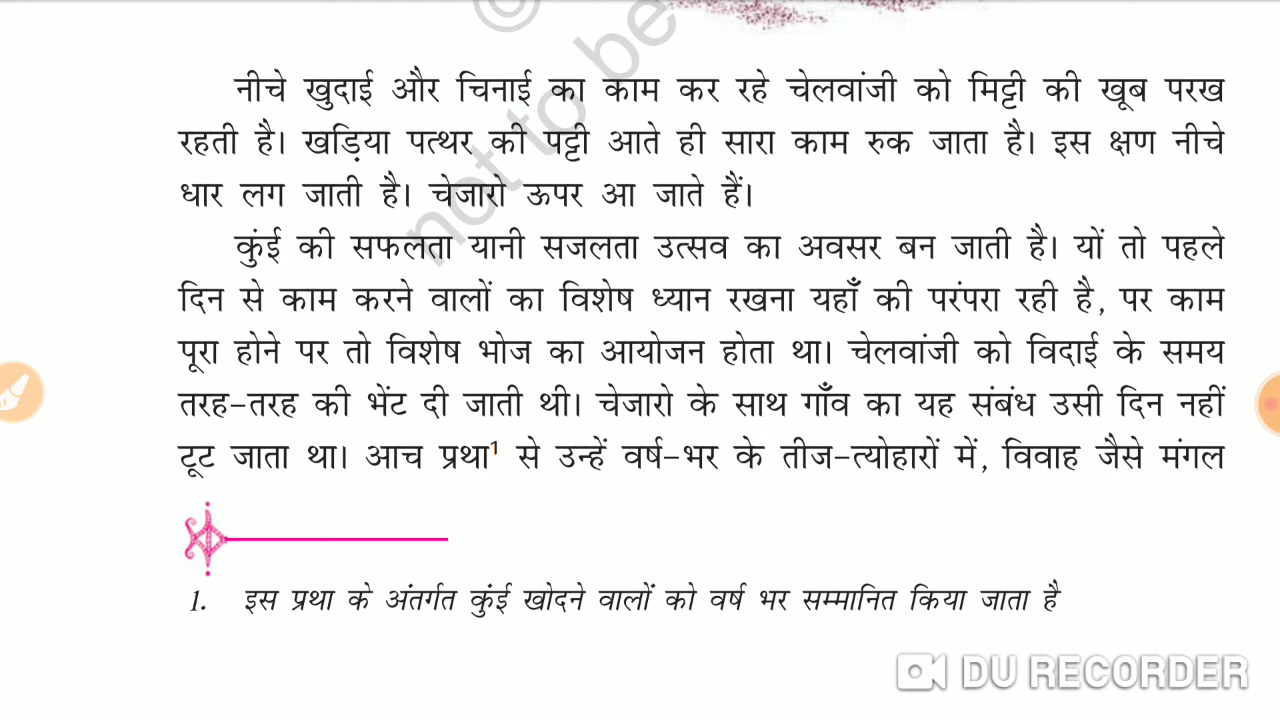 ©
not to be
नीचे खुदाई और चिनाई का काम कर रहे चेलवांजी को मिट्टी की खूब परख
रहती है। खड़िया पत्थर की पट्टी आते ही सारा काम रुक जाता है। इस क्षण नीचे
धार लग जाती है। चेजारो ऊपर आ जाते हैं।
कुंई की सफलता यानी सजलता उत्सव का अवसर बन जाती है। यों तो पहले
दिन से काम करने वालों का विशेष ध्यान रखना यहाँ की परंपरा रही है, पर काम
पूरा होने पर तो विशेष भोज का आयोजन होता था। चेलवांजी को विदाई के समय
तरह-तरह की भेंट दी जाती थी। चेजारो के साथ गाँव का यह संबंध उसी दिन नहीं
टूट जाता था। आच प्रथा¹ से उन्हें वर्ष-भर के तीज-त्योहारों में, विवाह जैसे मंगल
1. इस प्रथा के अंतर्गत कुंई खोदने वालों को वर्ष भर सम्मानित किया जाता है
DU RECORDER